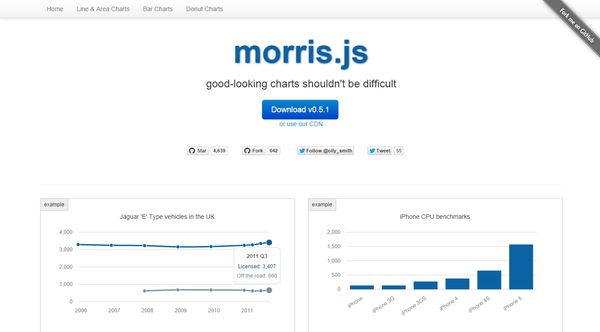 Home Line & Area Charts Bar Charts Donut Charts
Fork me on GitHub
morris.js
good-looking charts shouldn't be difficult
Download v0.5.1
or use our CDN
Star 4,639 Fork 642 Follow @olly_smith Tweet 55
example
Jaguar 'E' Type vehicles in the UK
4,000
3,000
2,000
1,000
0
2011 Q3
Licensed: 3,407
Off the road: 660
2006 2007 2008 2009 2010 2011
example
iPhone CPU benchmarks
2,000
1,500
1,000
500
0
iPhone iPhone 3G iPhone 3GS iPhone 4 iPhone 4S iPhone 5